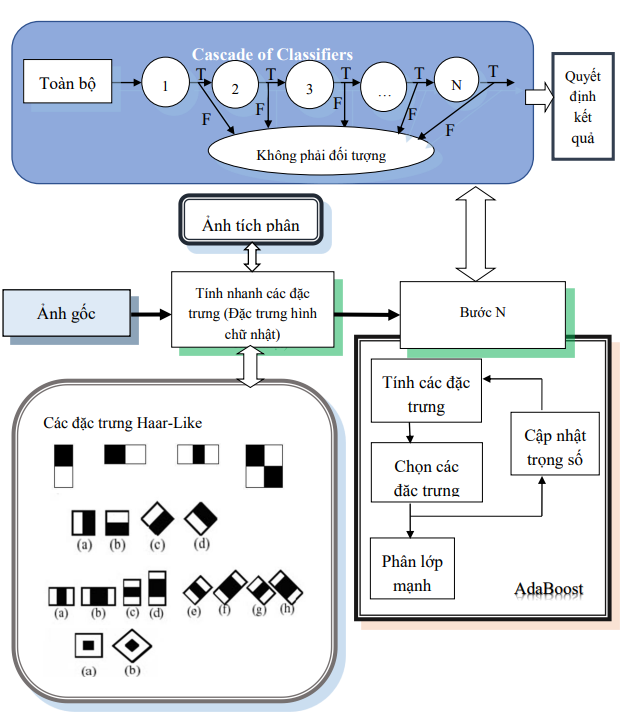 Cascade of Classifiers
Toàn bộ
1
T
2
T
3
T
...
T
N
T
F
F
F
F
F
Không phải đối tượng
Quyết
định
kết
quả
Ảnh tích phân
Ảnh gốc
Tính nhanh các đặc
trưng (Đặc trưng hình
chữ nhật)
Bước N
Các đặc trưng Haar-Like
(a) (b) (c) (d)
(a) (b) (c) (d) (e) (f) (g) (h)
(a) (b)
Tính các đặc
trưng
Chọn các
đặc trưng
Cập nhật
trọng số
Phân lớp
mạnh
AdaBoost